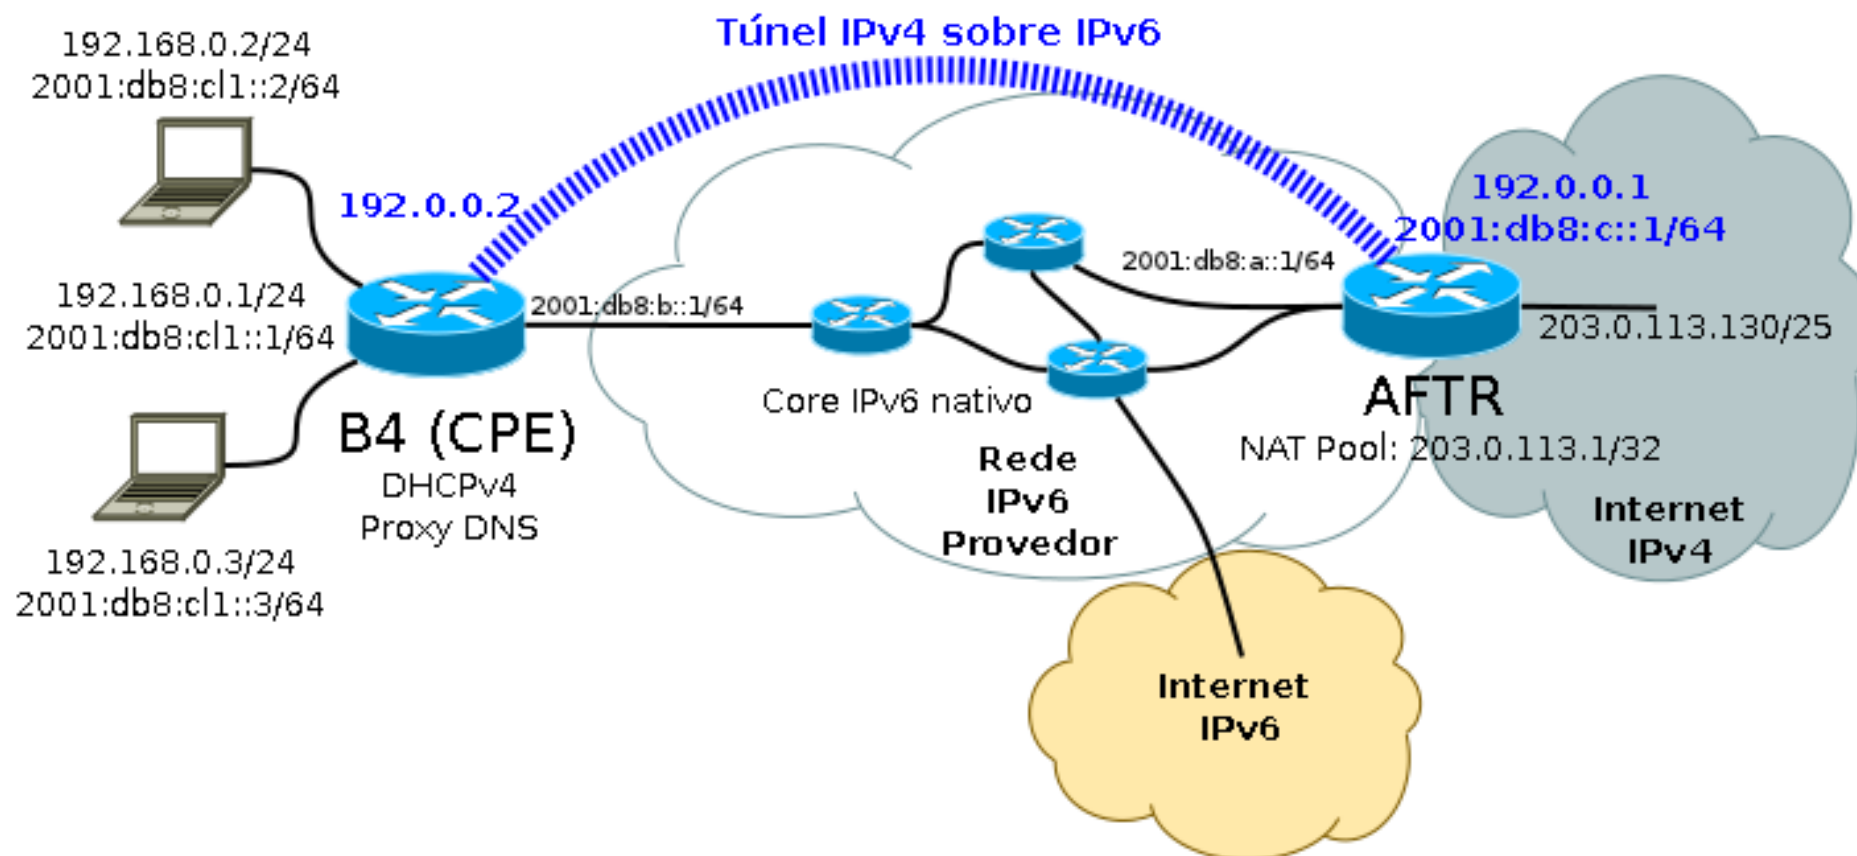 Túnel IPv4 sobre IPv6
192.168.0.2/24
2001:db8:cl1::2/64
192.0.0.2
192.0.0.1
2001:db8:c::1/64
192.168.0.1/24
2001:db8:cl1::1/64
2001:db8:b::1/64
2001:db8:a::1/64
203.0.113.130/25
B4 (CPE)
DHCPv4
Proxy DNS
Core IPv6 nativo
AFTR
NAT Pool: 203.0.113.1/32
Rede
IPv6
Provedor
Internet
IPv4
192.168.0.3/24
2001:db8:cl1::3/64
Internet
IPv6